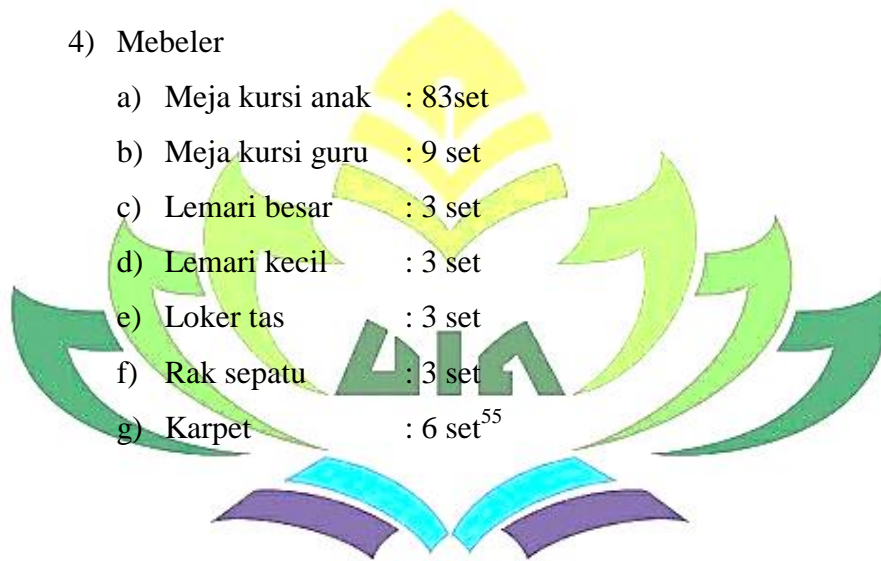 4) Mebeler
a) Meja kursi anak : 83set
b) Meja kursi guru : 9 set
c) Lemari besar : 3 set
d) Lemari kecil : 3 set
e) Loker tas : 3 set
f) Rak sepatu : 3 set
g) Karpet : 6 set55